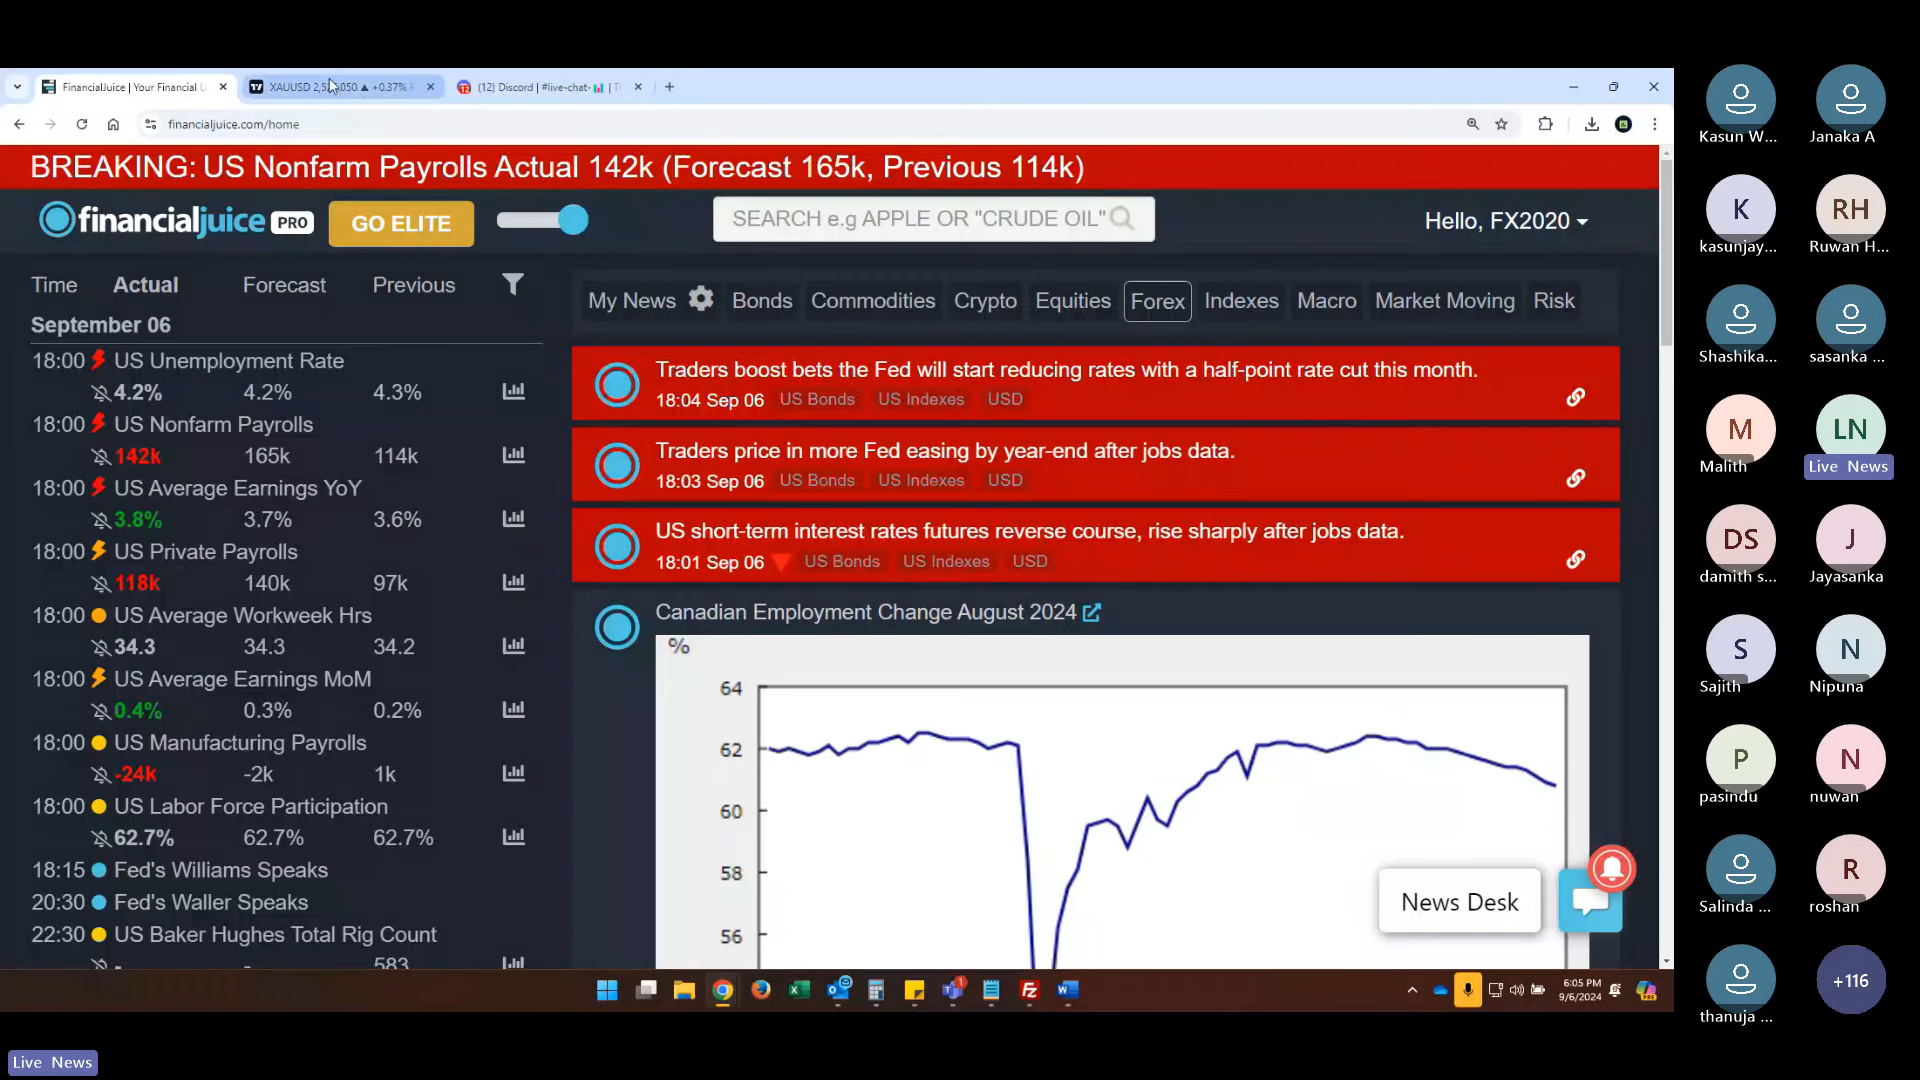 FinancialJuice | Your Financial
XAUUSD 2,5 050 ▲ +0.37%
(12) Discord | #live-chat-
financialjuice.com/home
BREAKING: US Nonfarm Payrolls Actual 142k (Forecast 165k, Previous 114k)
financialjuice PRO
GO ELITE
SEARCH e.g APPLE OR "CRUDE OIL"
Hello, FX2020
Time Actual Forecast Previous
September 06
18:00 US Unemployment Rate
4.2% 4.2% 4.3%
18:00 US Nonfarm Payrolls
142k 165k 114k
18:00 US Average Earnings YoY
3.8% 3.7% 3.6%
18:00 US Private Payrolls
118k 140k 97k
18:00 US Average Workweek Hrs
34.3 34.3 34.2
18:00 US Average Earnings MoM
0.4% 0.3% 0.2%
18:00 US Manufacturing Payrolls
-24k -2k 1k
18:00 US Labor Force Participation
62.7% 62.7% 62.7%
18:15 Fed's Williams Speaks
20:30 Fed's Waller Speaks
22:30 US Baker Hughes Total Rig Count
- - 583
My News Bonds Commodities Crypto Equities Forex Indexes Macro Market Moving Risk
Traders boost bets the Fed will start reducing rates with a half-point rate cut this month.
18:04 Sep 06 US Bonds US Indexes USD
Traders price in more Fed easing by year-end after jobs data.
18:03 Sep 06 US Bonds US Indexes USD
US short-term interest rates futures reverse course, rise sharply after jobs data.
18:01 Sep 06 US Bonds US Indexes USD
Canadian Employment Change August 2024
%
64
62
60
58
56
News Desk
6:05 PM
9/6/2024
Kasun W...
Janaka A
K
kasunjay...
RH
Ruwan H...
Shashika...
sasanka ...
M
Malith
LN
Live News
DS
damith s...
J
Jayasanka
S
Sajith
N
Nipuna
P
pasindu
N
nuwan
Salinda ...
R
roshan
thanuja ...
+116
Live News